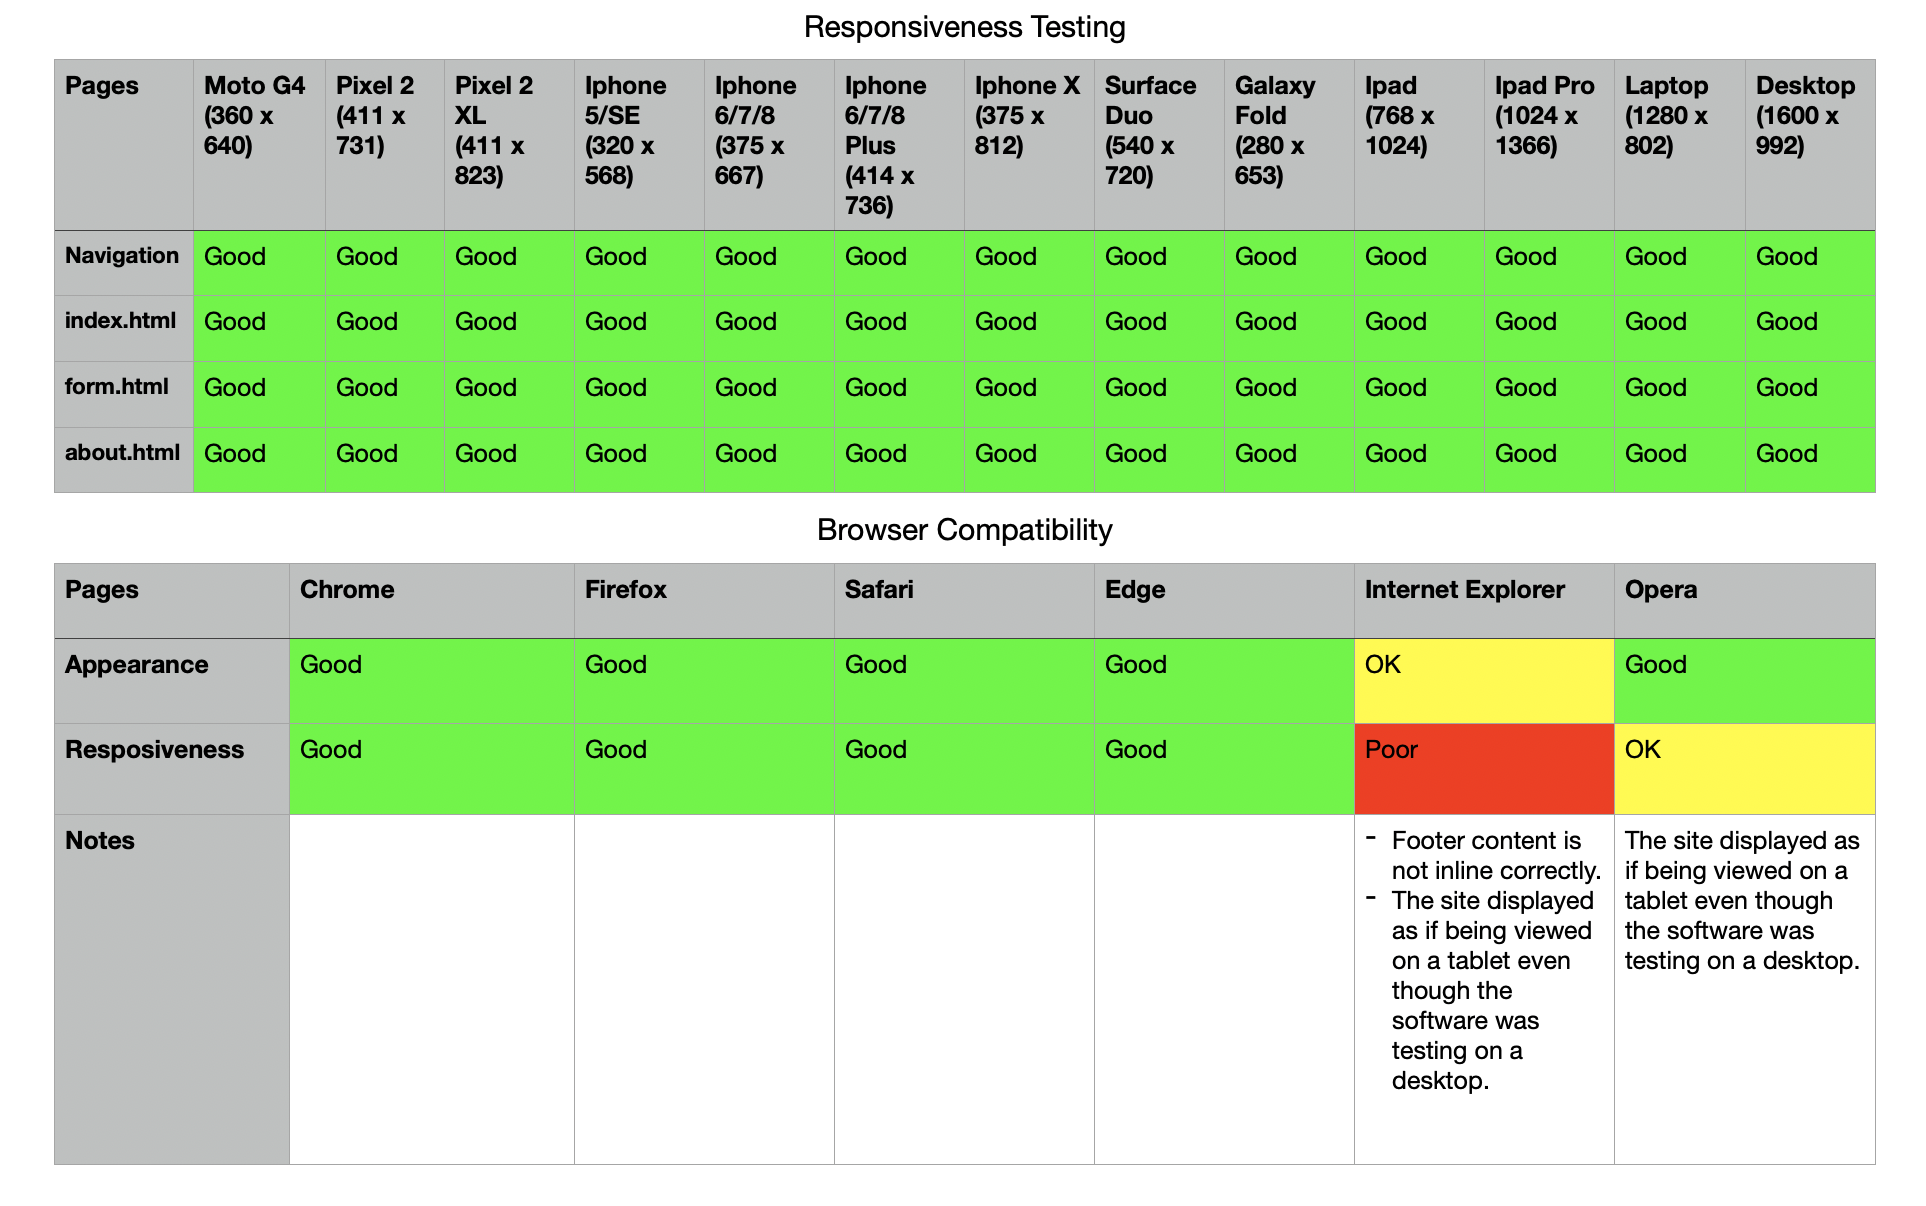 Responsiveness Testing
Pages
Moto G4
(360 x
640)
Pixel 2
(411 x
731)
Pixel 2
XL
(411 x
823)
Iphone
5/SE
(320 x
568)
Iphone
6/7/8
(375 x
667)
Iphone
6/7/8
Plus
(414 x
736)
Iphone X
(375 x
812)
Surface
Duo
(540 x
720)
Galaxy
Fold
(280 x
653)
Ipad
(768 x
1024)
Ipad Pro
(1024 x
1366)
Laptop
(1280 x
802)
Desktop
(1600 x
992)
Navigation Good Good Good Good Good Good Good Good Good Good Good Good Good
index.html Good Good Good Good Good Good Good Good Good Good Good Good Good
form.html Good Good Good Good Good Good Good Good Good Good Good Good Good
about.html Good Good Good Good Good Good Good Good Good Good Good Good Good
Browser Compatibility
Pages Chrome Firefox Safari Edge Internet Explorer Opera
Appearance Good Good Good Good OK Good
Resposiveness Good Good Good Good Poor OK
Notes
- Footer content is
not inline correctly.
- The site displayed
as if being viewed
on a tablet even
though the
software was
testing on a
desktop.
The site displayed as
if being viewed on a
tablet even though
the software was
testing on a desktop.